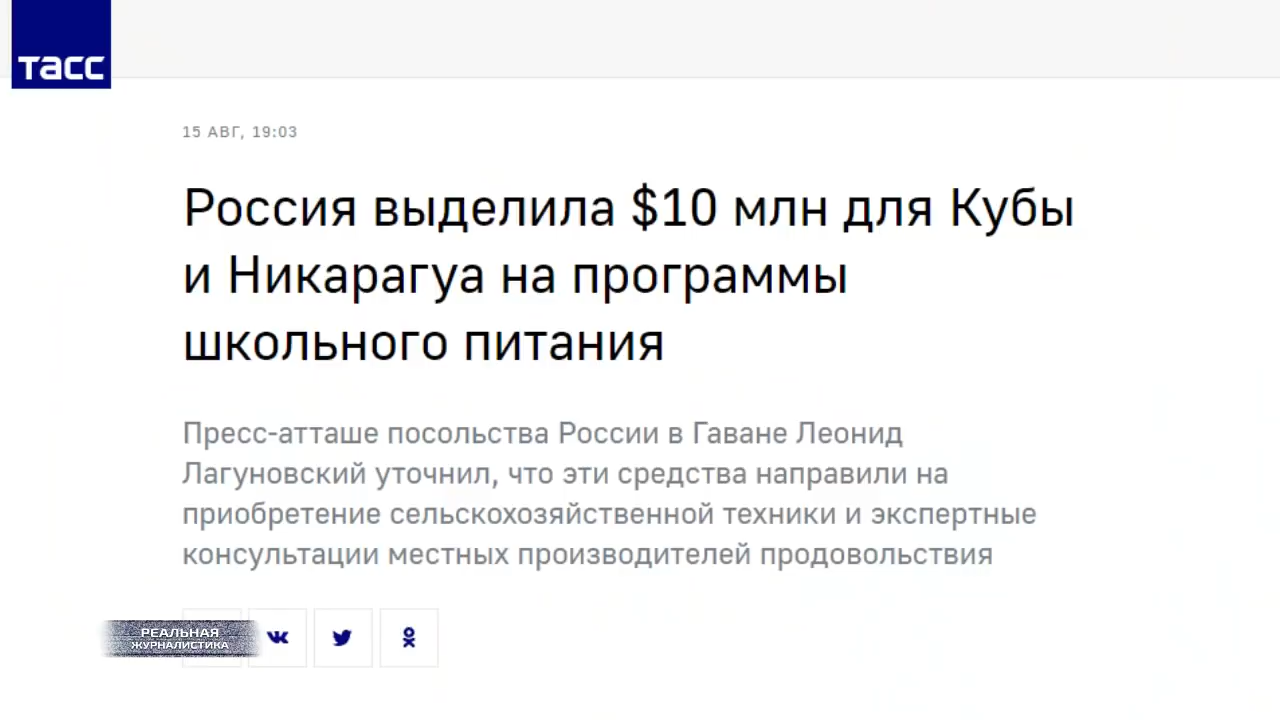 тасс
15 АВГ, 19:03
Россия выделила $10 млн для Кубы
и Никарагуа на программы
школьного питания
Пресс-атташе посольства России в Гаване Леонид
Лагуновский уточнил, что эти средства направили на
приобретение сельскохозяйственной техники и экспертные
консультации местных производителей продовольствия
РЕАЛЬНАЯ
ЖУРНАЛИСТИКА